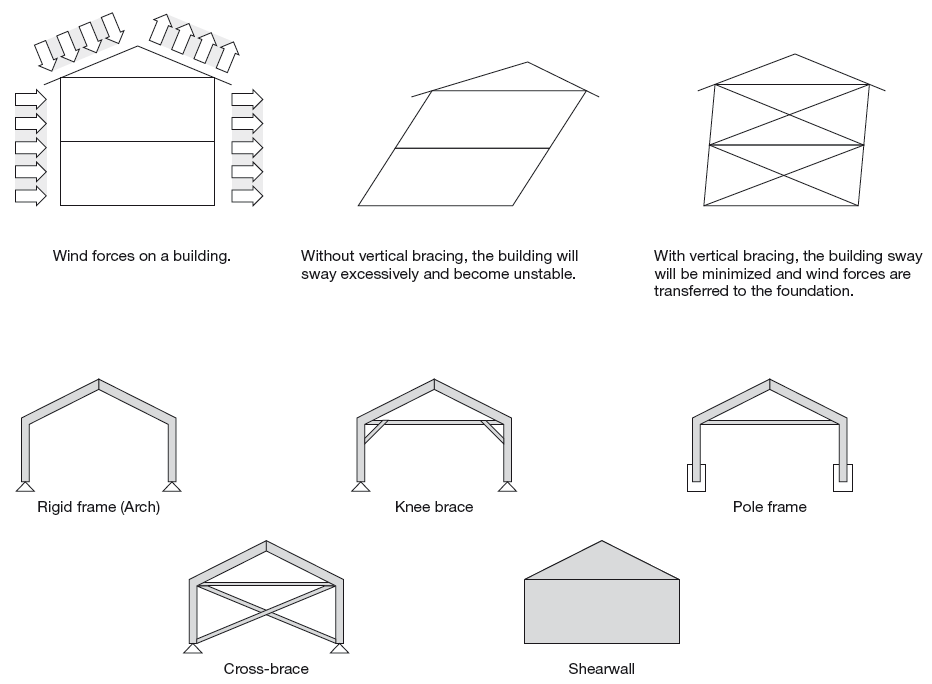 Wind forces on a building.
Without vertical bracing, the building will
sway excessively and become unstable.
With vertical bracing, the building sway
will be minimized and wind forces are
transferred to the foundation.
Rigid frame (Arch)
Knee brace
Pole frame
Cross-brace
Shearwall